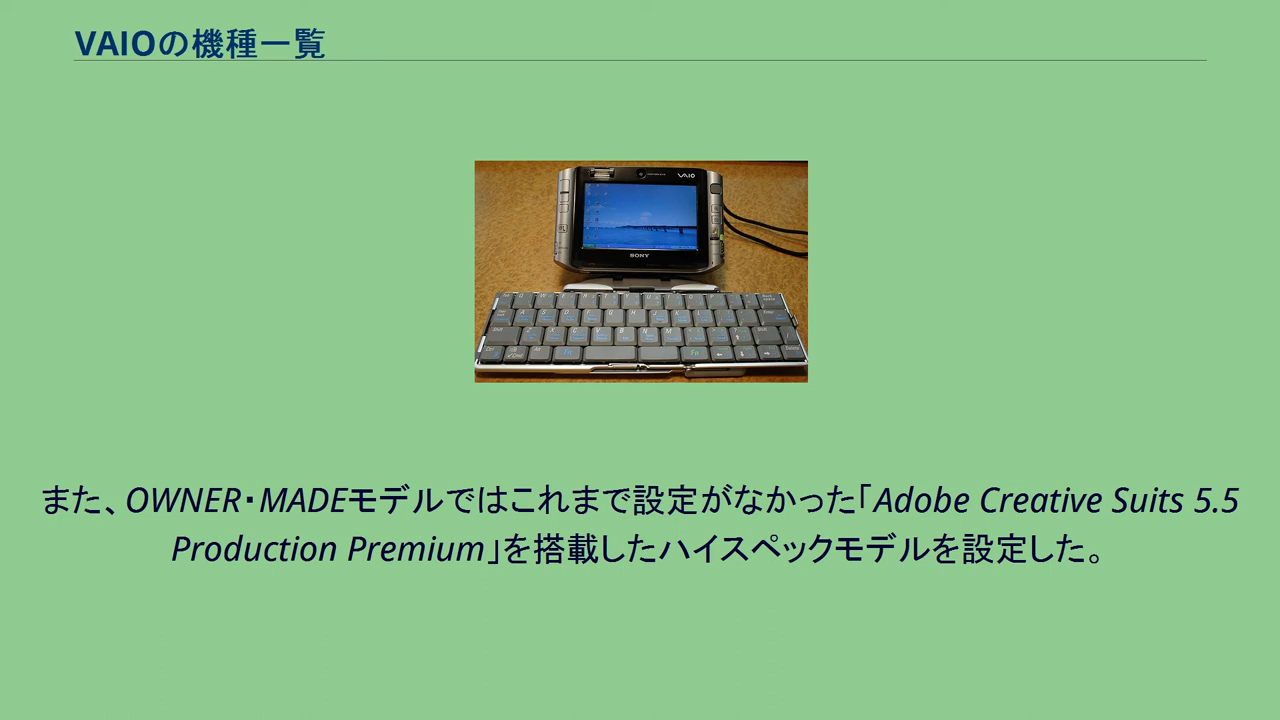 VAIOの機種一覧
VAIO
SONY
また、OWNER・MADEモデルではこれまで設定がなかった「Adobe Creative Suits 5.5
Production Premium」を搭載したハイスペックモデルを設定した。